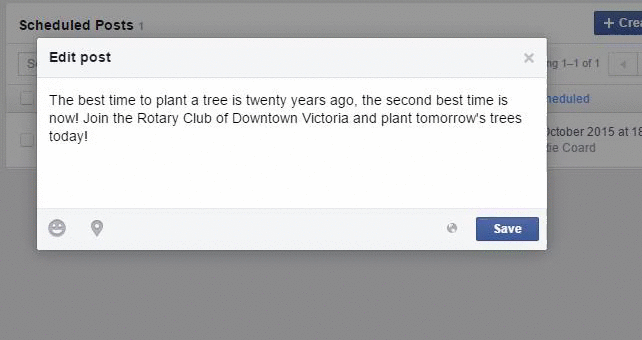 Scheduled Posts 1
+ Crea
Edit post
S
ng 1–1 of 1
The best time to plant a tree is twenty years ago, the second best time is
now! Join the Rotary Club of Downtown Victoria and plant tomorrow's trees
today!
heduled
October 2015 at 18
tie Coard
Save